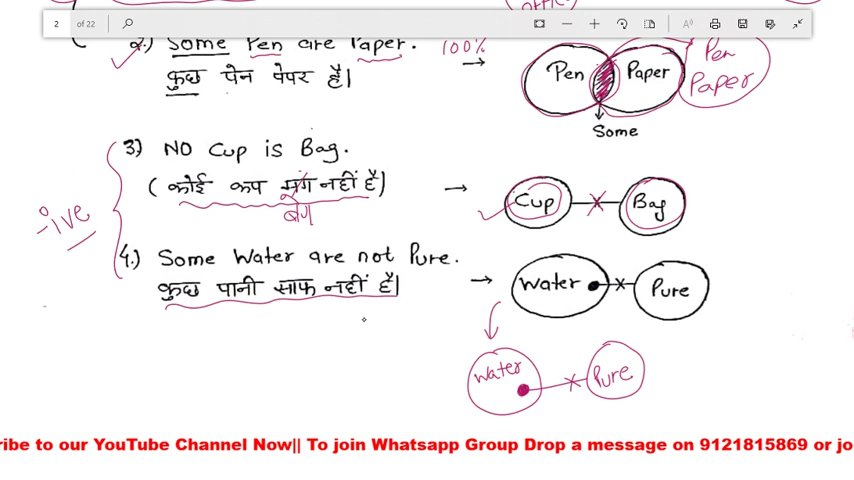 office
2
of 22
2.) Some Pen are Paper. 100%
कुछ पेन पेपर है।
Pen Paper
Pen
Paper
Some
3) NO Cup is Bag.
(कोई कप मग नहीं है)
बेग
Cup
Bag
-ive
4.) Some Water are not Pure.
कुछ पानी साफ नहीं है।
Water
Pure
Water
Pure
ribe to our YouTube Channel Now|| To join Whatsapp Group Drop a message on 9121815869 or jo